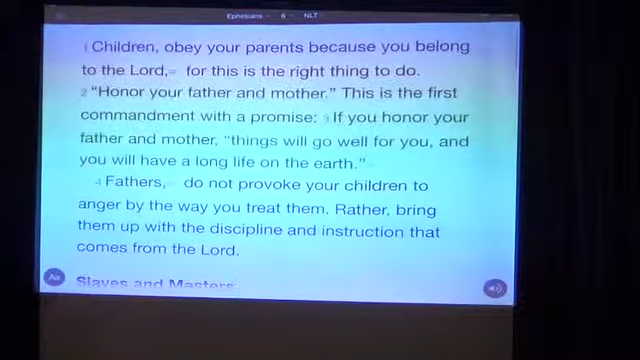 Ephesians 6 NLT
1 Children, obey your parents because you belong
to the Lord, for this is the right thing to do.
2 “Honor your father and mother.” This is the first
commandment with a promise: 3 If you honor your
father and mother, “things will go well for you, and
you will have a long life on the earth.”
4 Fathers, do not provoke your children to
anger by the way you treat them. Rather, bring
them up with the discipline and instruction that
comes from the Lord.
Aa
Slaves and Masters